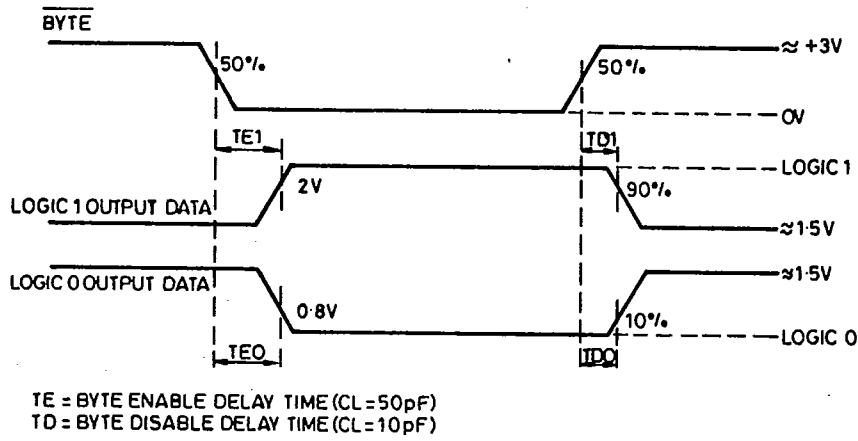 BYTE
50%
50%
≈ +3V
0V
TE1
TD1
LOGIC 1
2V
90%
LOGIC 1 OUTPUT DATA
≈1·5V
LOGIC 0 OUTPUT DATA
≈1·5V
0·8V
10%
LOGIC 0
TE0
TD0
TE = BYTE ENABLE DELAY TIME (CL=50pF)
TD = BYTE DISABLE DELAY TIME (CL=10pF)